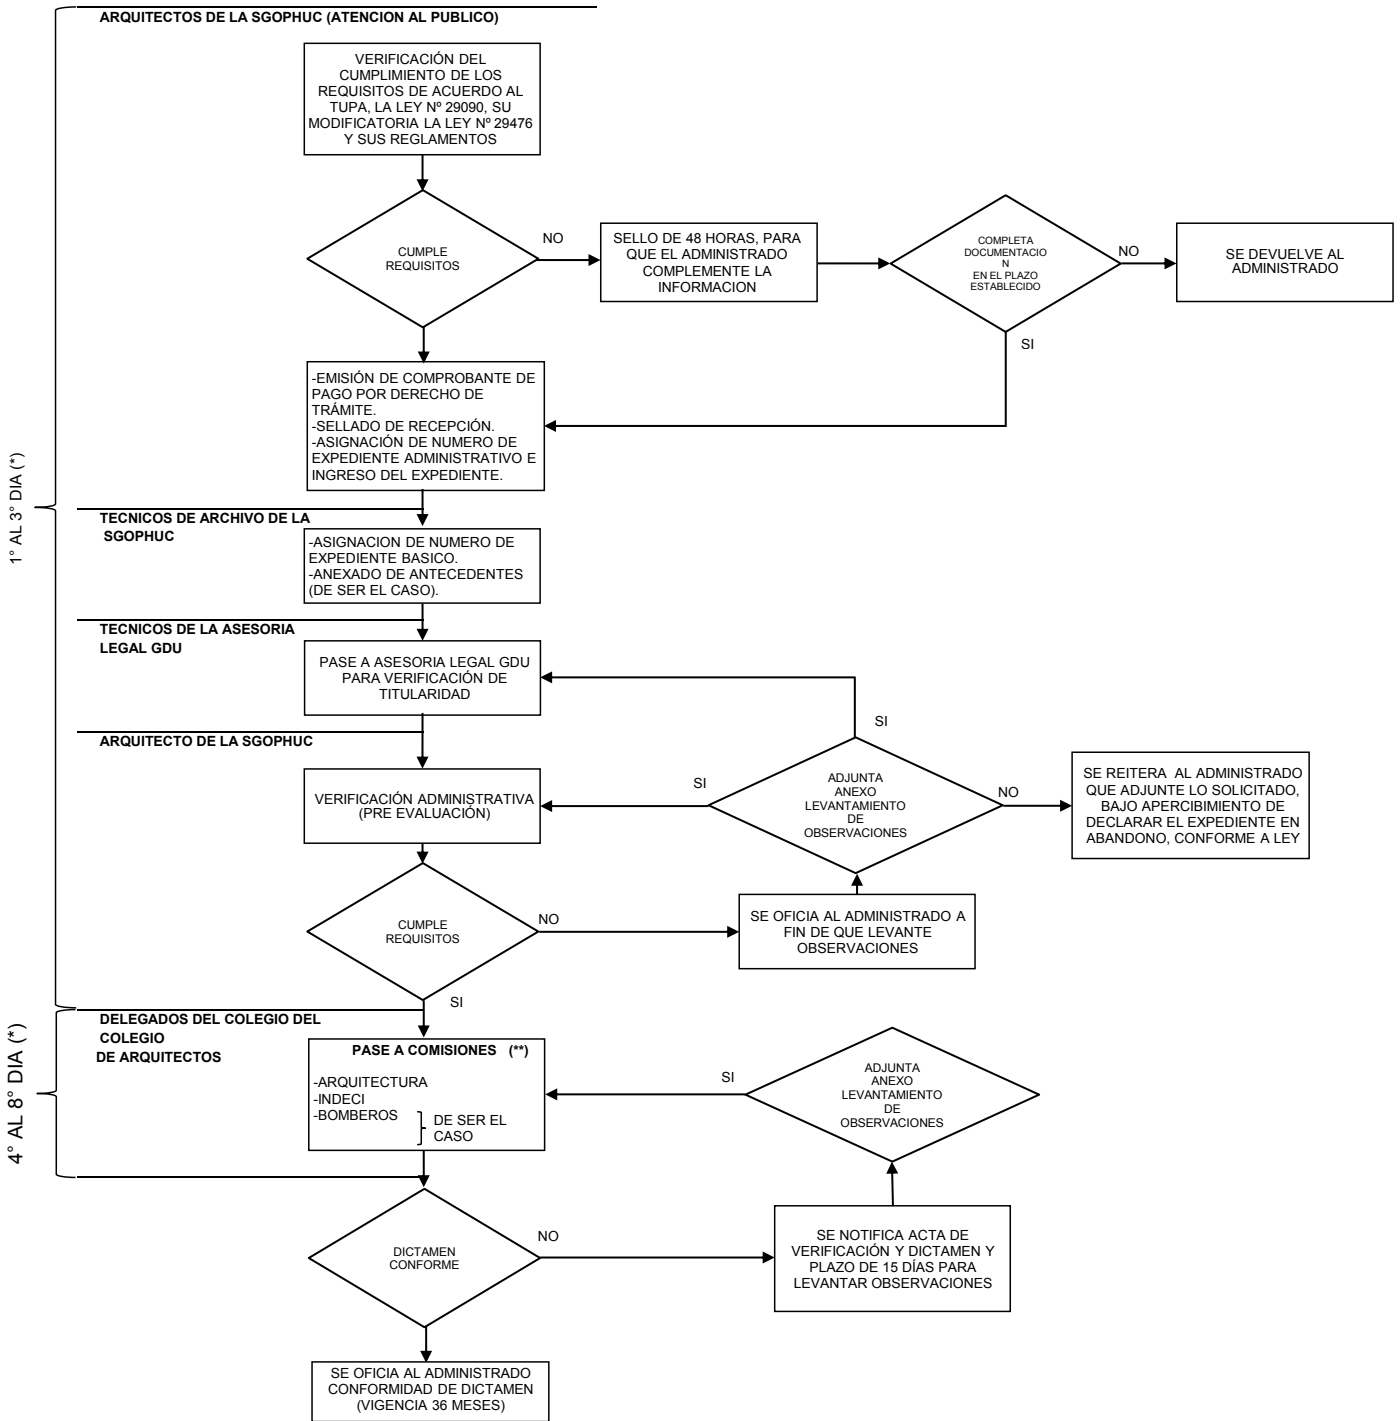 ARQUITECTOS DE LA SGOPHUC (ATENCION AL PUBLICO)
VERIFICACIÓN DEL
CUMPLIMIENTO DE LOS
REQUISITOS DE ACUERDO AL
TUPA, LA LEY Nº 29090, SU
MODIFICATORIA LA LEY Nº 29476
Y SUS REGLAMENTOS
CUMPLE
REQUISITOS
NO
SELLO DE 48 HORAS, PARA
QUE EL ADMINISTRADO
COMPLEMENTE LA
INFORMACION
COMPLETA
DOCUMENTACIO
N
EN EL PLAZO
ESTABLECIDO
NO
SE DEVUELVE AL
ADMINISTRADO
SI
-EMISIÓN DE COMPROBANTE DE
PAGO POR DERECHO DE
TRÁMITE.
-SELLADO DE RECEPCIÓN.
-ASIGNACIÓN DE NUMERO DE
EXPEDIENTE ADMINISTRATIVO E
INGRESO DEL EXPEDIENTE.
1° AL 3° DIA (*)
TECNICOS DE ARCHIVO DE LA
SGOPHUC
-ASIGNACION DE NUMERO DE
EXPEDIENTE BASICO.
-ANEXADO DE ANTECEDENTES
(DE SER EL CASO).
TECNICOS DE LA ASESORIA
LEGAL GDU
PASE A ASESORIA LEGAL GDU
PARA VERIFICACIÓN DE
TITULARIDAD
SI
ARQUITECTO DE LA SGOPHUC
VERIFICACIÓN ADMINISTRATIVA
(PRE EVALUACIÓN)
SI
ADJUNTA
ANEXO
LEVANTAMIENTO
DE
OBSERVACIONES
NO
SE REITERA AL ADMINISTRADO
QUE ADJUNTE LO SOLICITADO,
BAJO APERCIBIMIENTO DE
DECLARAR EL EXPEDIENTE EN
ABANDONO, CONFORME A LEY
CUMPLE
REQUISITOS
NO
SE OFICIA AL ADMINISTRADO A
FIN DE QUE LEVANTE
OBSERVACIONES
SI
4° AL 8° DIA (*)
DELEGADOS DEL COLEGIO DEL
COLEGIO
DE ARQUITECTOS
PASE A COMISIONES (**)
-ARQUITECTURA
-INDECI
-BOMBEROS
DE SER EL
CASO
SI
ADJUNTA
ANEXO
LEVANTAMIENTO
DE
OBSERVACIONES
DICTAMEN
CONFORME
NO
SE NOTIFICA ACTA DE
VERIFICACIÓN Y DICTAMEN Y
PLAZO DE 15 DÍAS PARA
LEVANTAR OBSERVACIONES
SE OFICIA AL ADMINISTRADO
CONFORMIDAD DE DICTAMEN
(VIGENCIA 36 MESES)